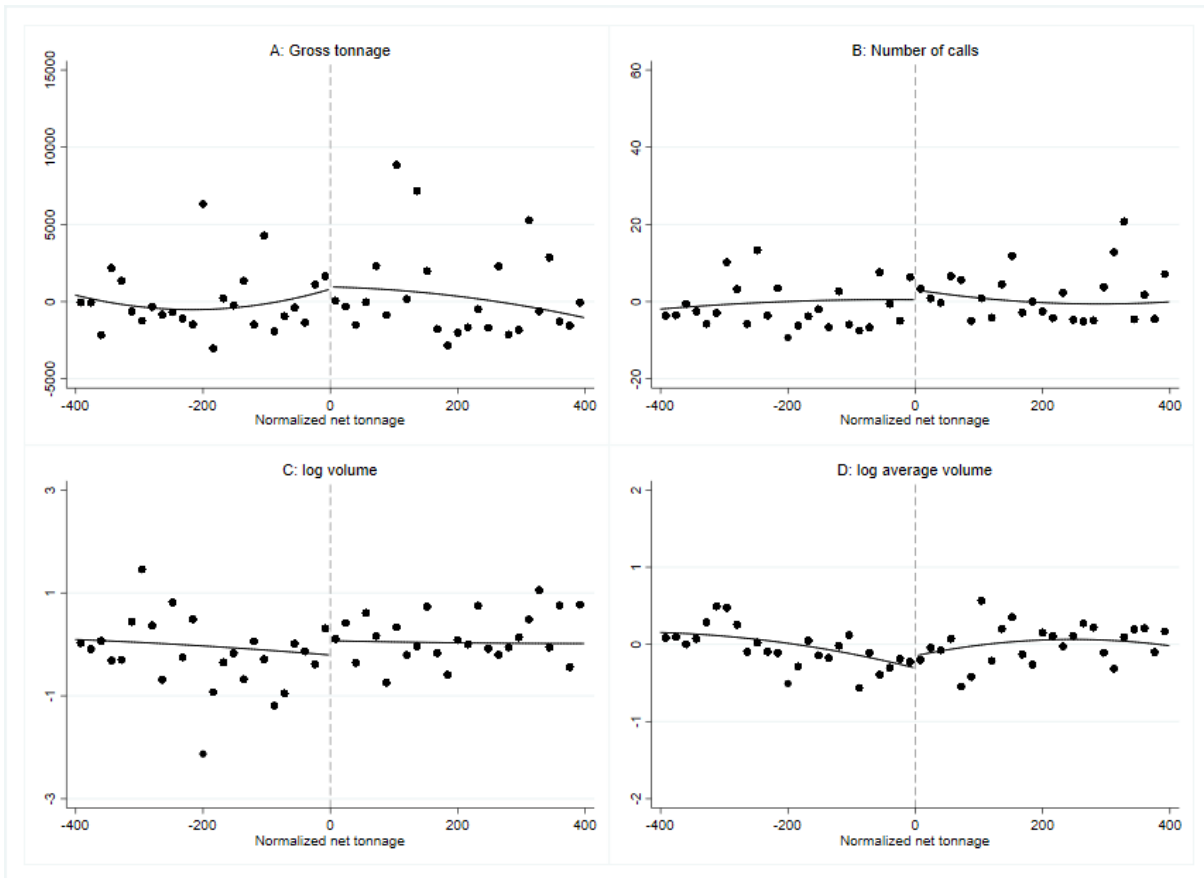 A: Gross tonnage
15000
10000
5000
0
-5000
-400 -200 0 200 400
Normalized net tonnage
B: Number of calls
60
40
20
0
-20
-400 -200 0 200 400
Normalized net tonnage
C: log volume
3
1
-1
-3
-400 -200 0 200 400
Normalized net tonnage
D: log average volume
2
1
0
-1
-2
-400 -200 0 200 400
Normalized net tonnage